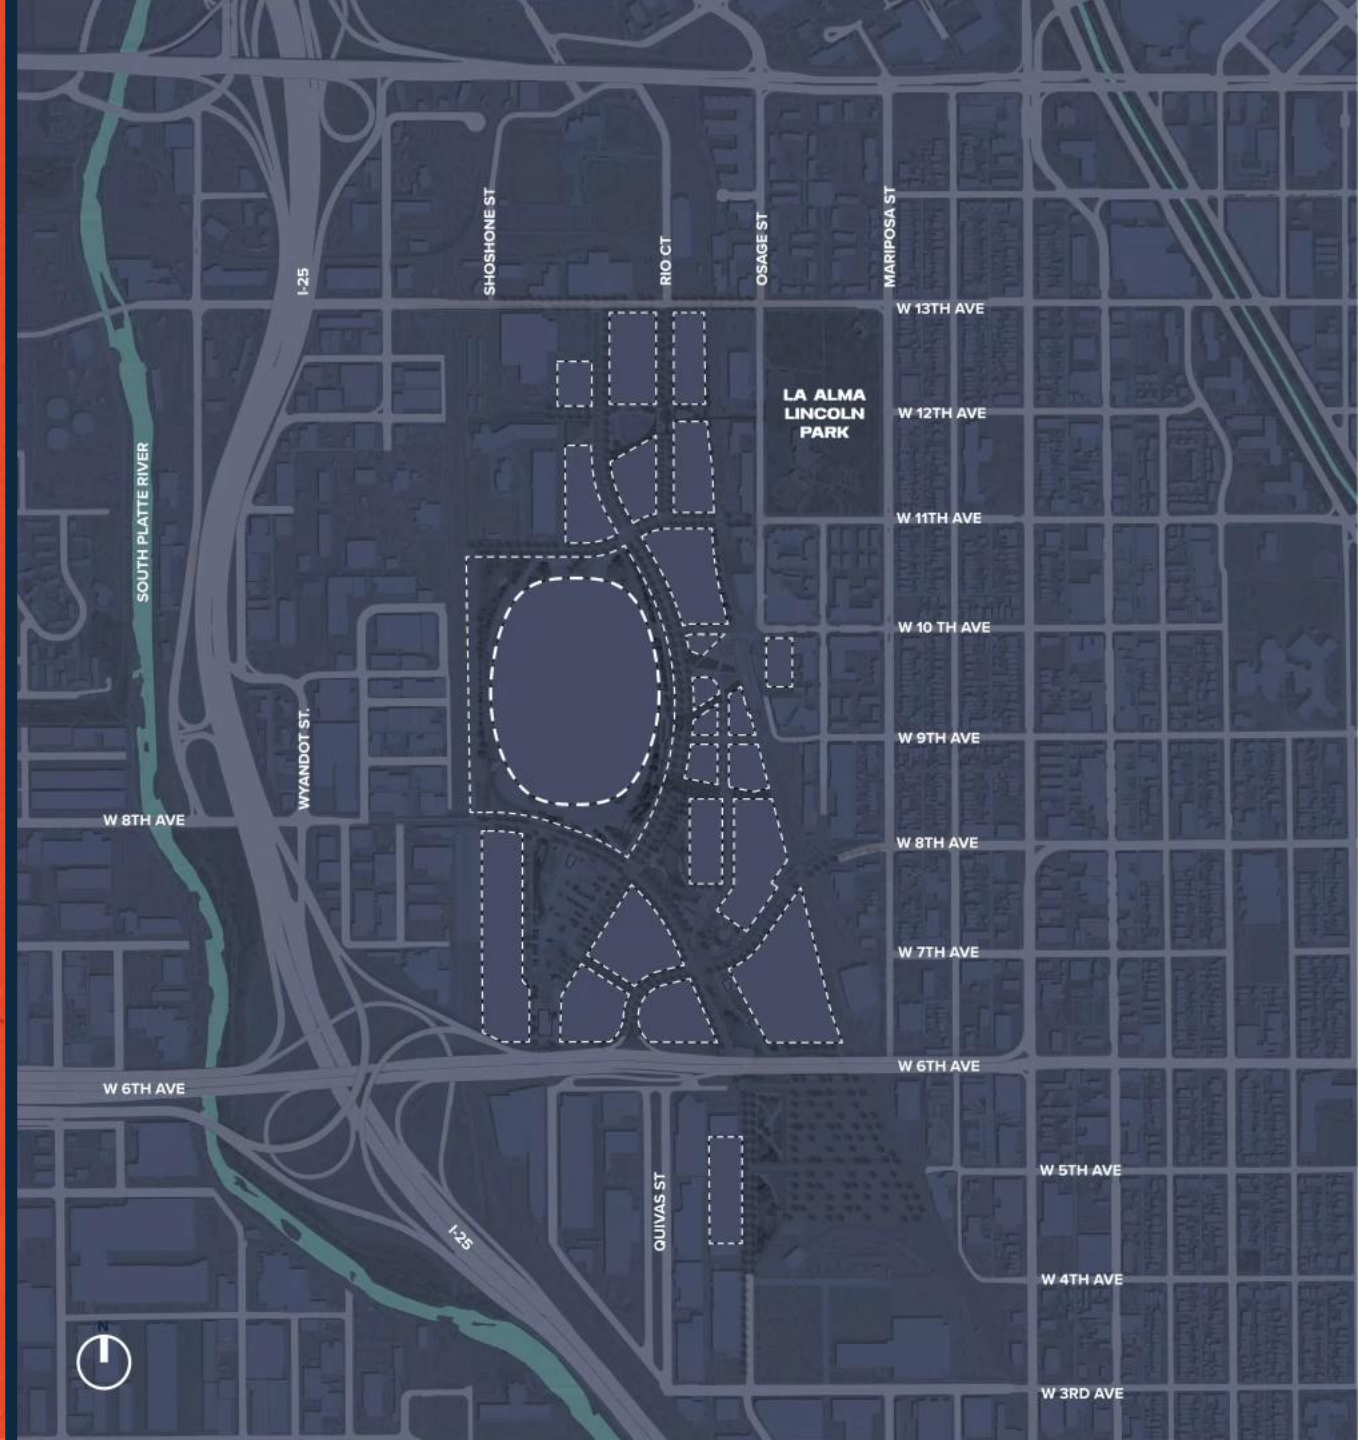 SHOSHONE ST
RIO CT
OSAGE ST
MARIPOSA ST
I-25
W 13TH AVE
LA ALMA
LINCOLN
PARK
W 12TH AVE
SOUTH PLATTE RIVER
W 11TH AVE
W 10 TH AVE
WYANDOT ST.
W 9TH AVE
W 8TH AVE
W 8TH AVE
W 7TH AVE
W 6TH AVE
W 6TH AVE
W 5TH AVE
QUIVAS ST
I-25
W 4TH AVE
N
W 3RD AVE